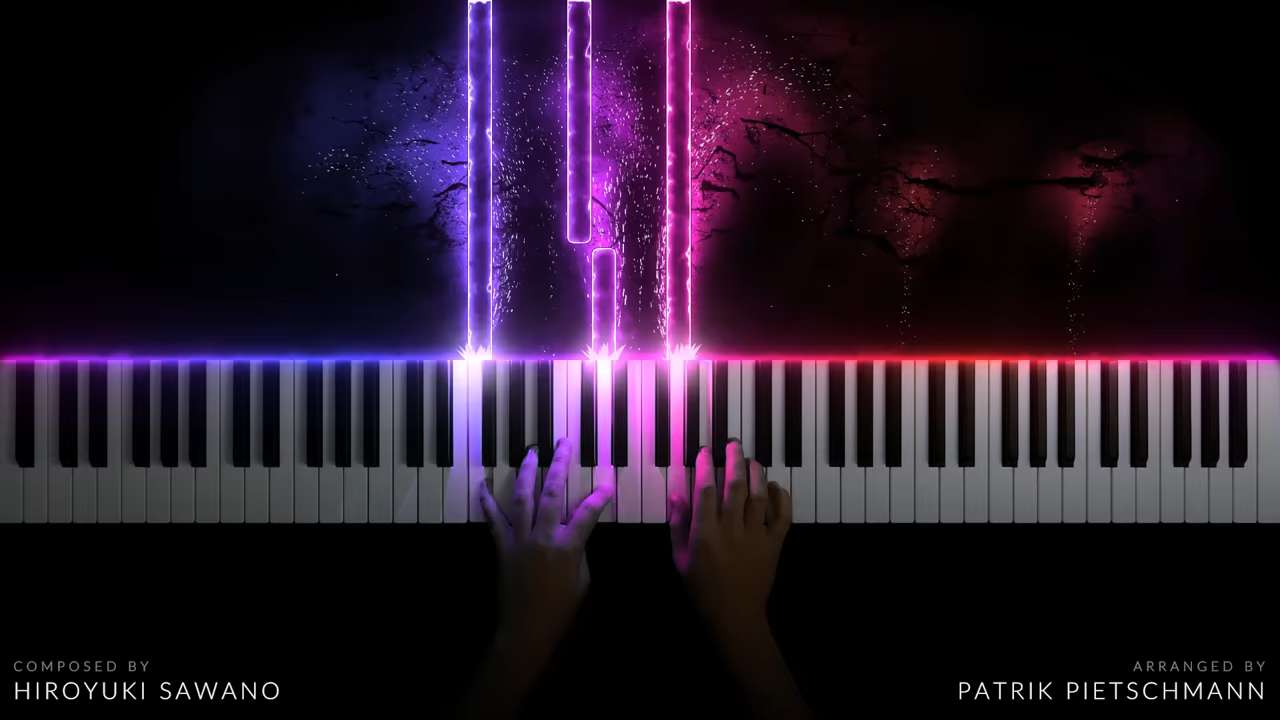 COMPOSED BY
HIROYUKI SAWANO
ARRANGED BY
PATRIK PIETSCHMANN